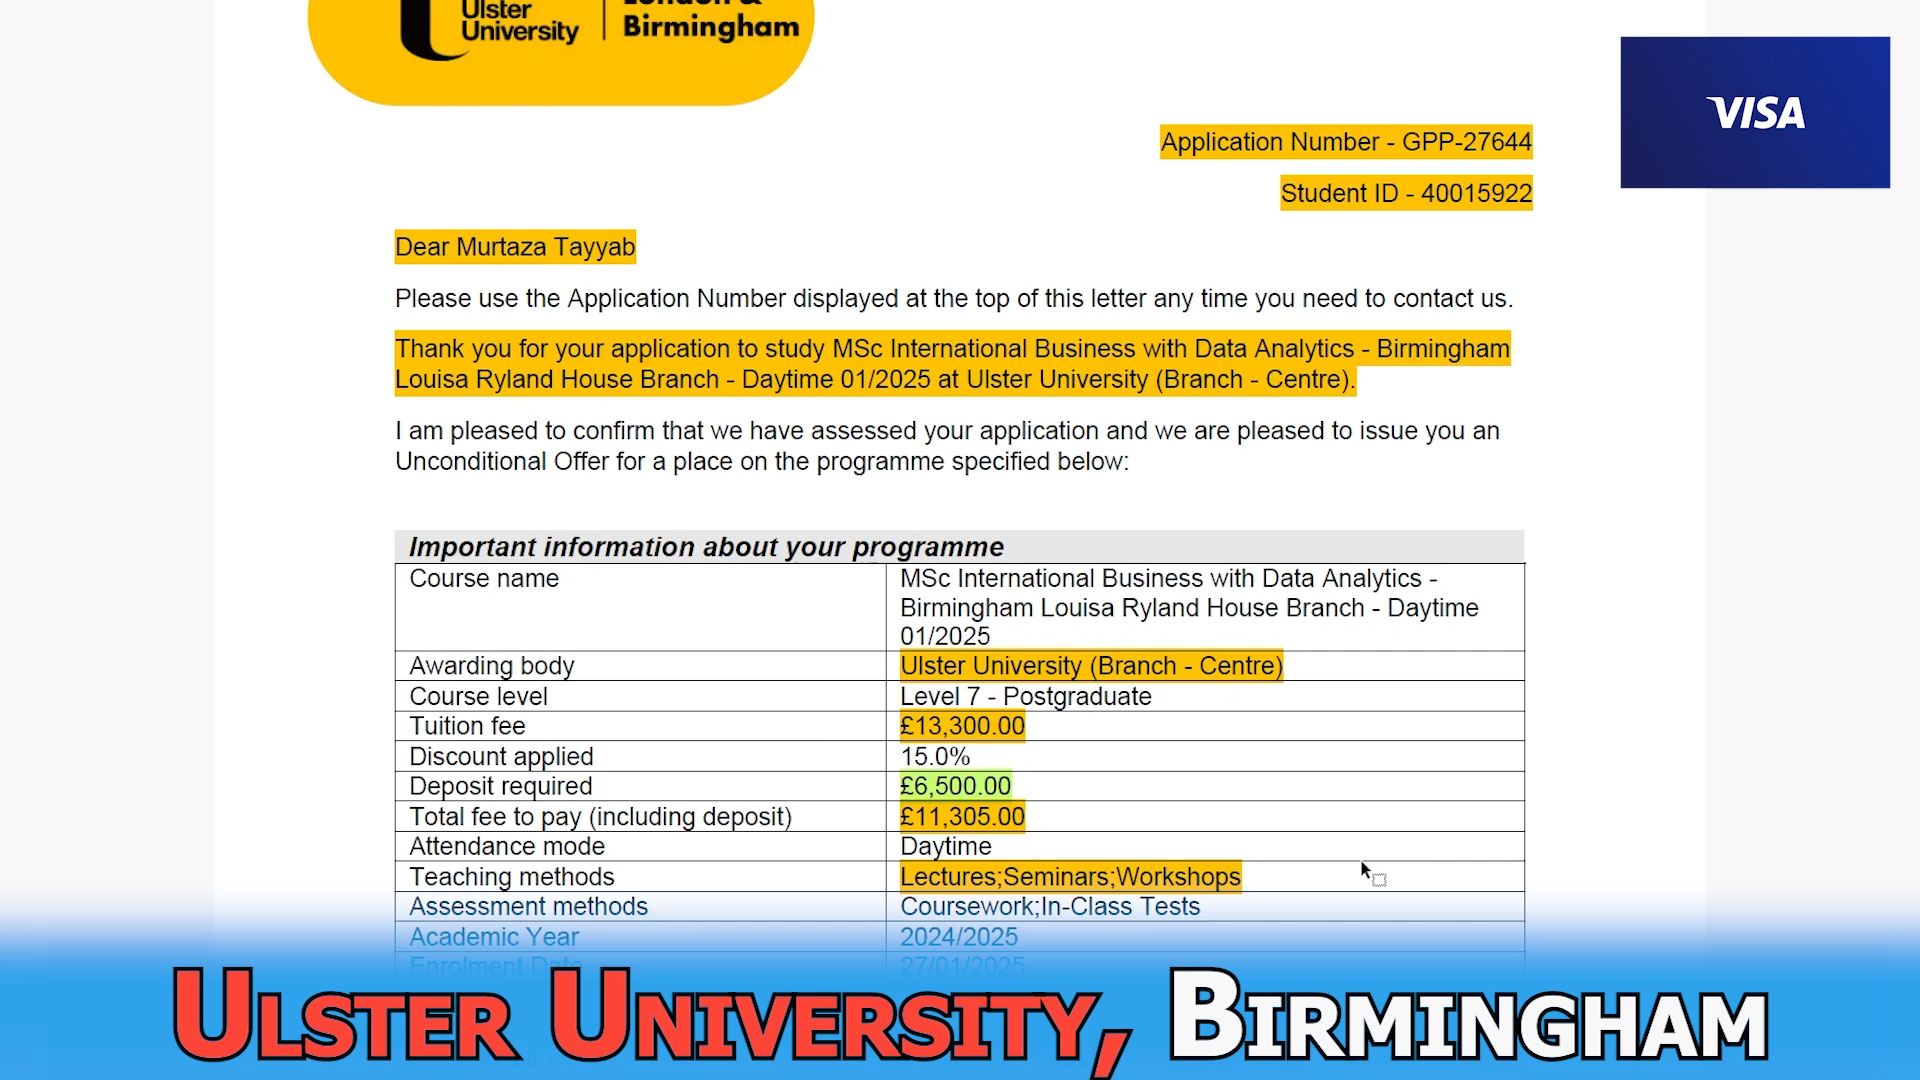 Ulster
University
London &
Birmingham
VISA
Application Number - GPP-27644
Student ID - 40015922
Dear Murtaza Tayyab
Please use the Application Number displayed at the top of this letter any time you need to contact us.
Thank you for your application to study MSc International Business with Data Analytics - Birmingham
Louisa Ryland House Branch - Daytime 01/2025 at Ulster University (Branch - Centre).
I am pleased to confirm that we have assessed your application and we are pleased to issue you an
Unconditional Offer for a place on the programme specified below:
Important information about your programme
Course name
MSc International Business with Data Analytics -
Birmingham Louisa Ryland House Branch - Daytime
01/2025
Awarding body
Ulster University (Branch - Centre)
Course level
Level 7 - Postgraduate
Tuition fee
£13,300.00
Discount applied
15.0%
Deposit required
£6,500.00
Total fee to pay (including deposit)
£11,305.00
Attendance mode
Daytime
Teaching methods
Lectures;Seminars;Workshops
Assessment methods
Coursework;In-Class Tests
Academic Year
2024/2025
Enrolment Date
27/01/2025
ULSTER UNIVERSITY, BIRMINGHAM